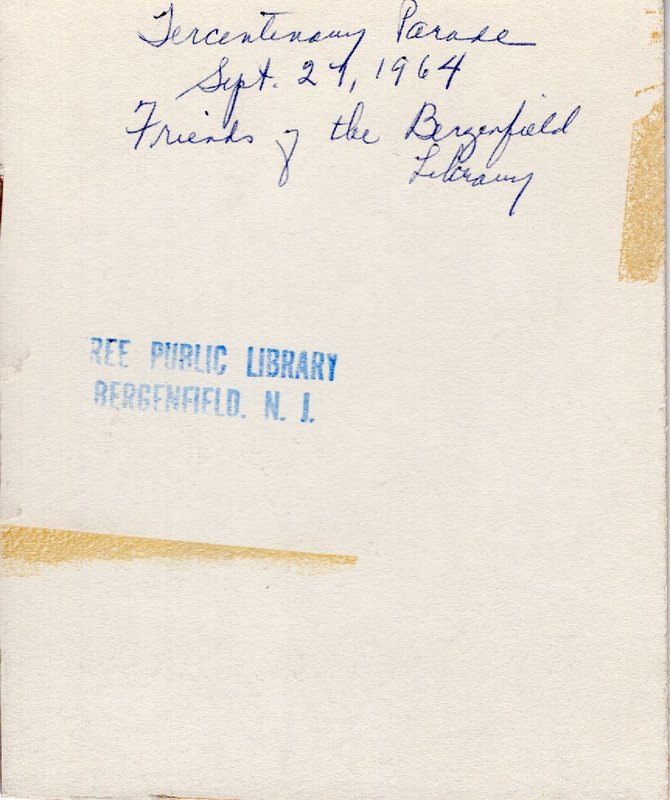 Tercentenary Parade
Sept. 27, 1964
Friends of the Bergenfield
Library
REE PUBLIC LIBRARY
BERGENFIELD. N. J.